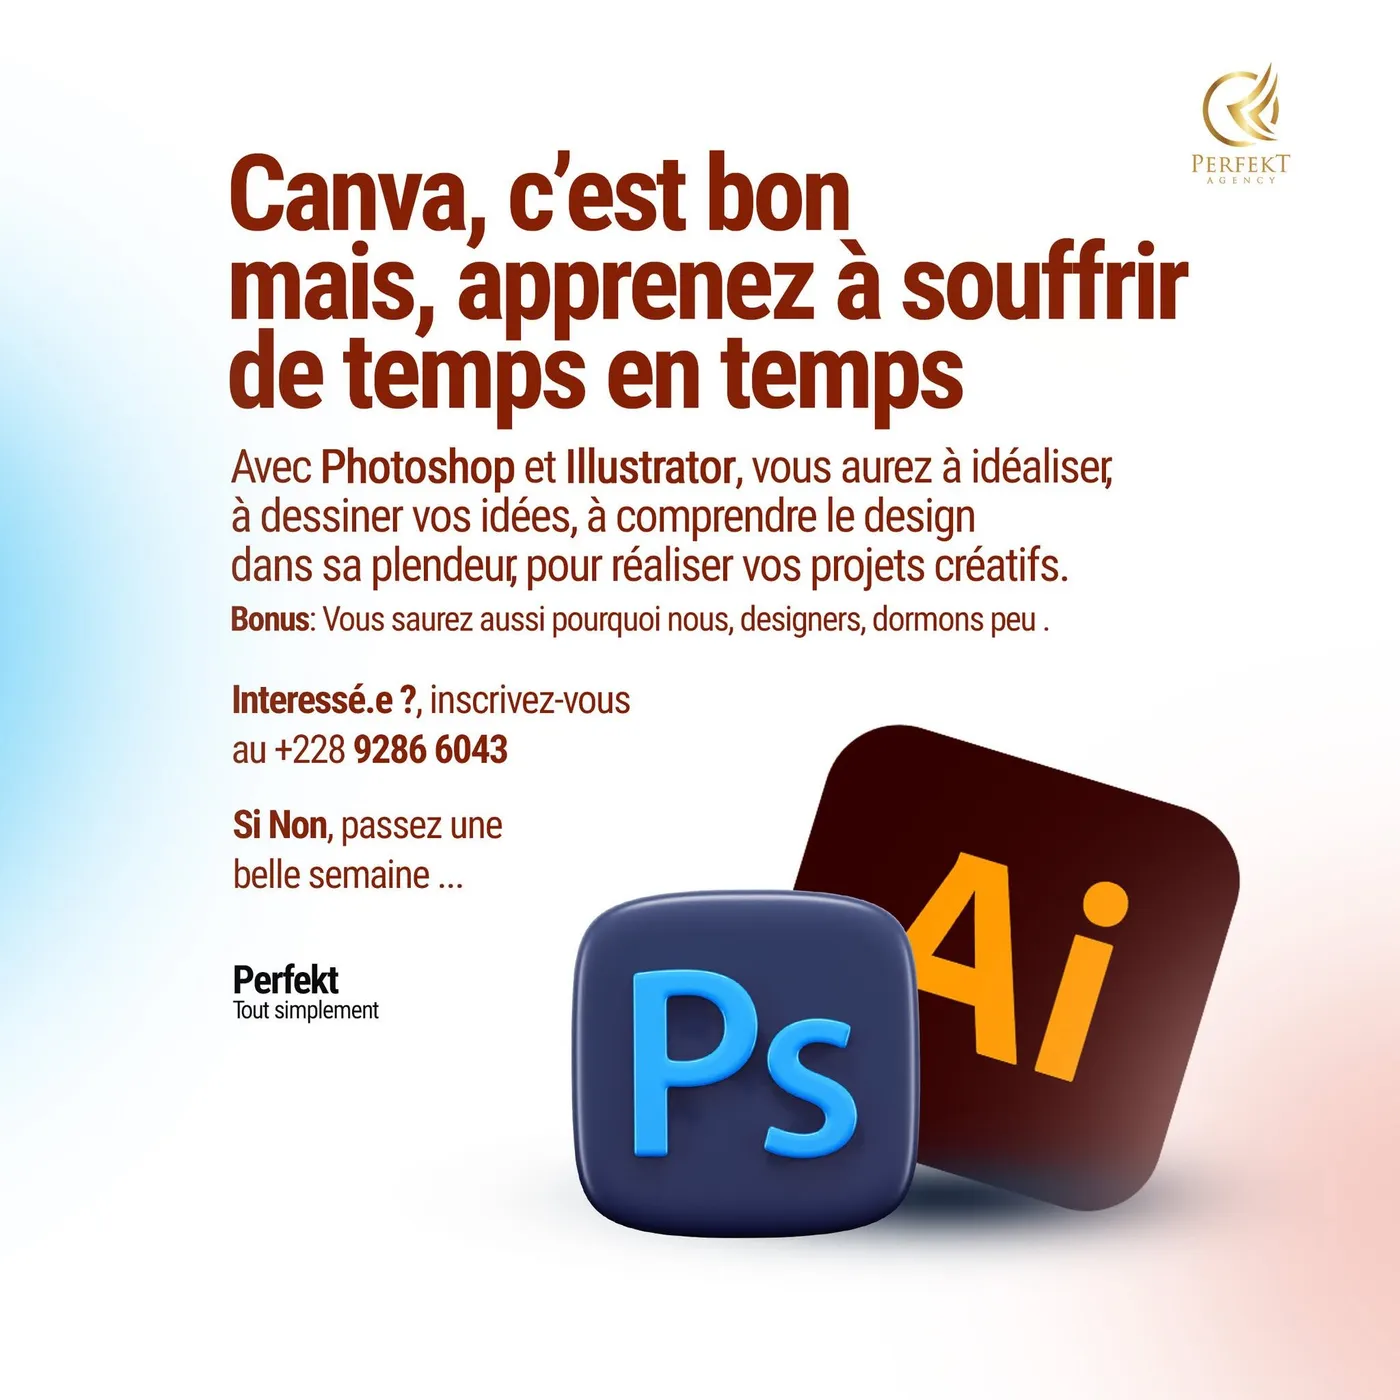 PERFEKT
AGENCY
Canva, c’est bon
mais, apprenez à souffrir
de temps en temps
Avec Photoshop et Illustrator, vous aurez à idéaliser,
à dessiner vos idées, à comprendre le design
dans sa plendeur, pour réaliser vos projets créatifs.
Bonus: Vous saurez aussi pourquoi nous, designers, dormons peu .
Interessé.e ?, inscrivez-vous
au +228 9286 6043
Si Non, passez une
belle semaine ...
Perfekt
Tout simplement
Ps
Ai